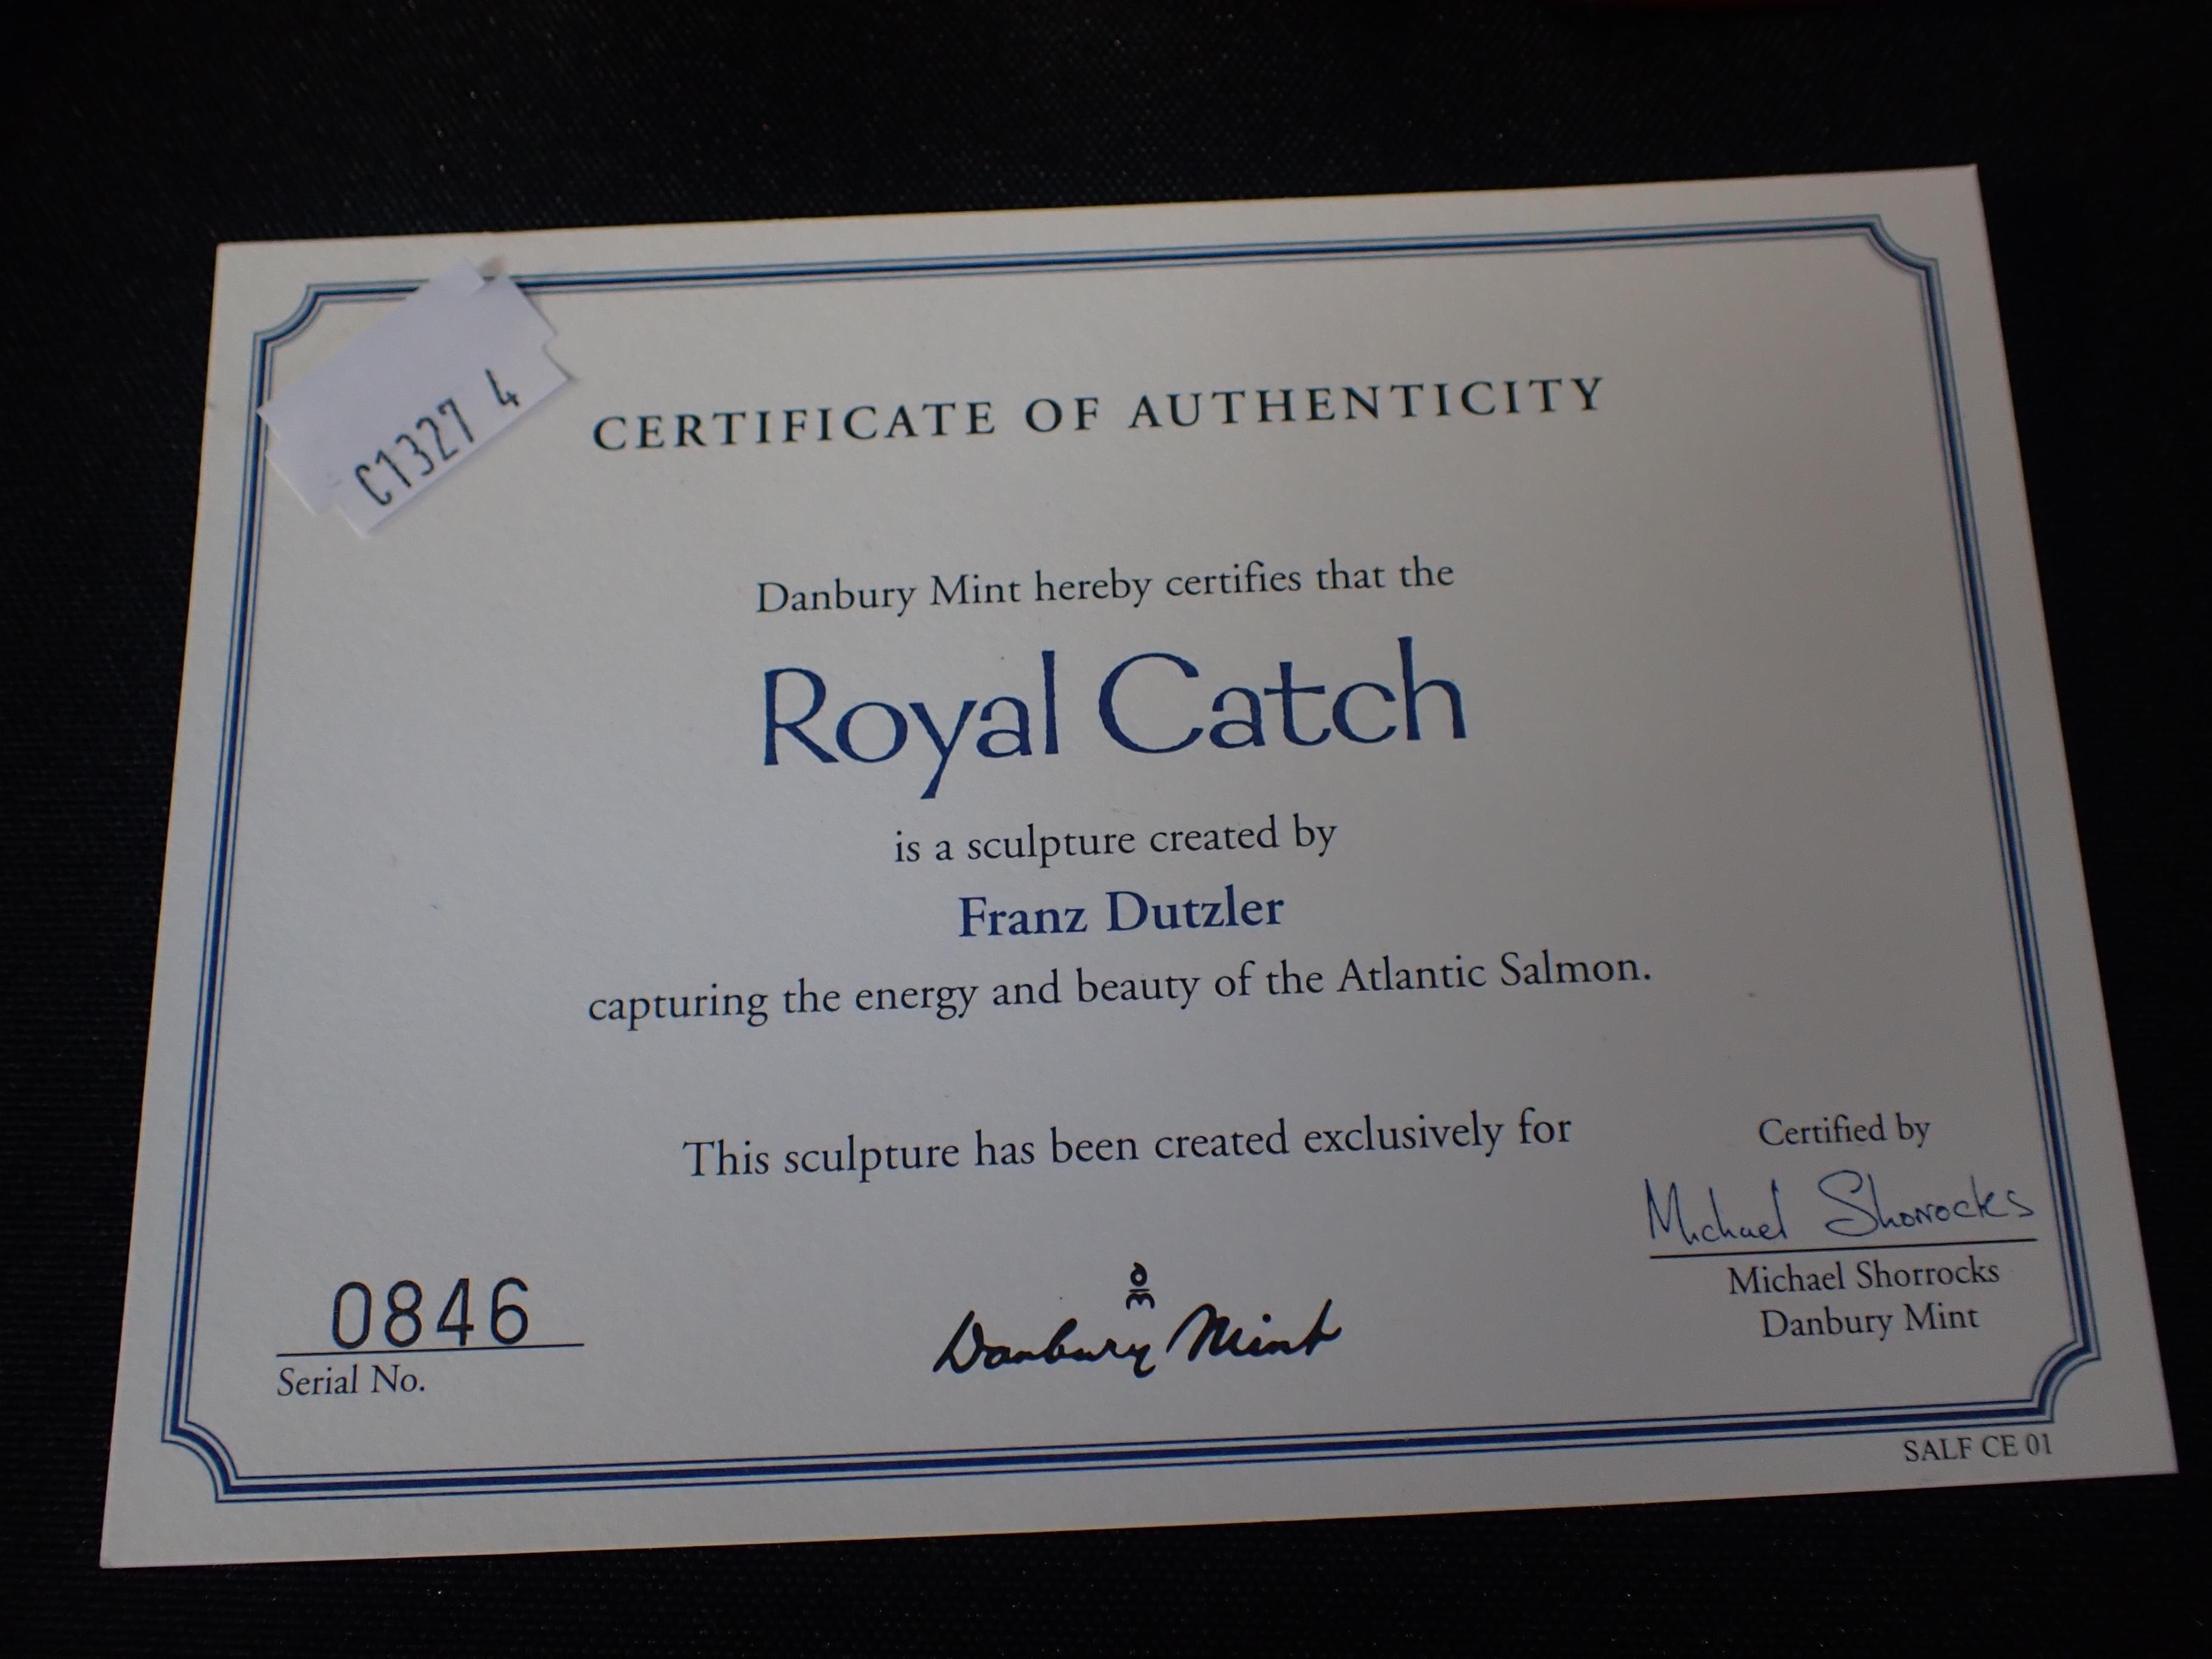 C1327 4
CERTIFICATE OF AUTHENTICITY
Danbury Mint hereby certifies that the
Royal Catch
is a sculpture created by
Franz Dutzler
capturing the energy and beauty of the Atlantic Salmon.
This sculpture has been created exclusively for
Certified by
Michael Shorrocks
Michael Shorrocks
Danbury Mint
0846
Serial No.
dm
Danbury Mint
SALF CE 01